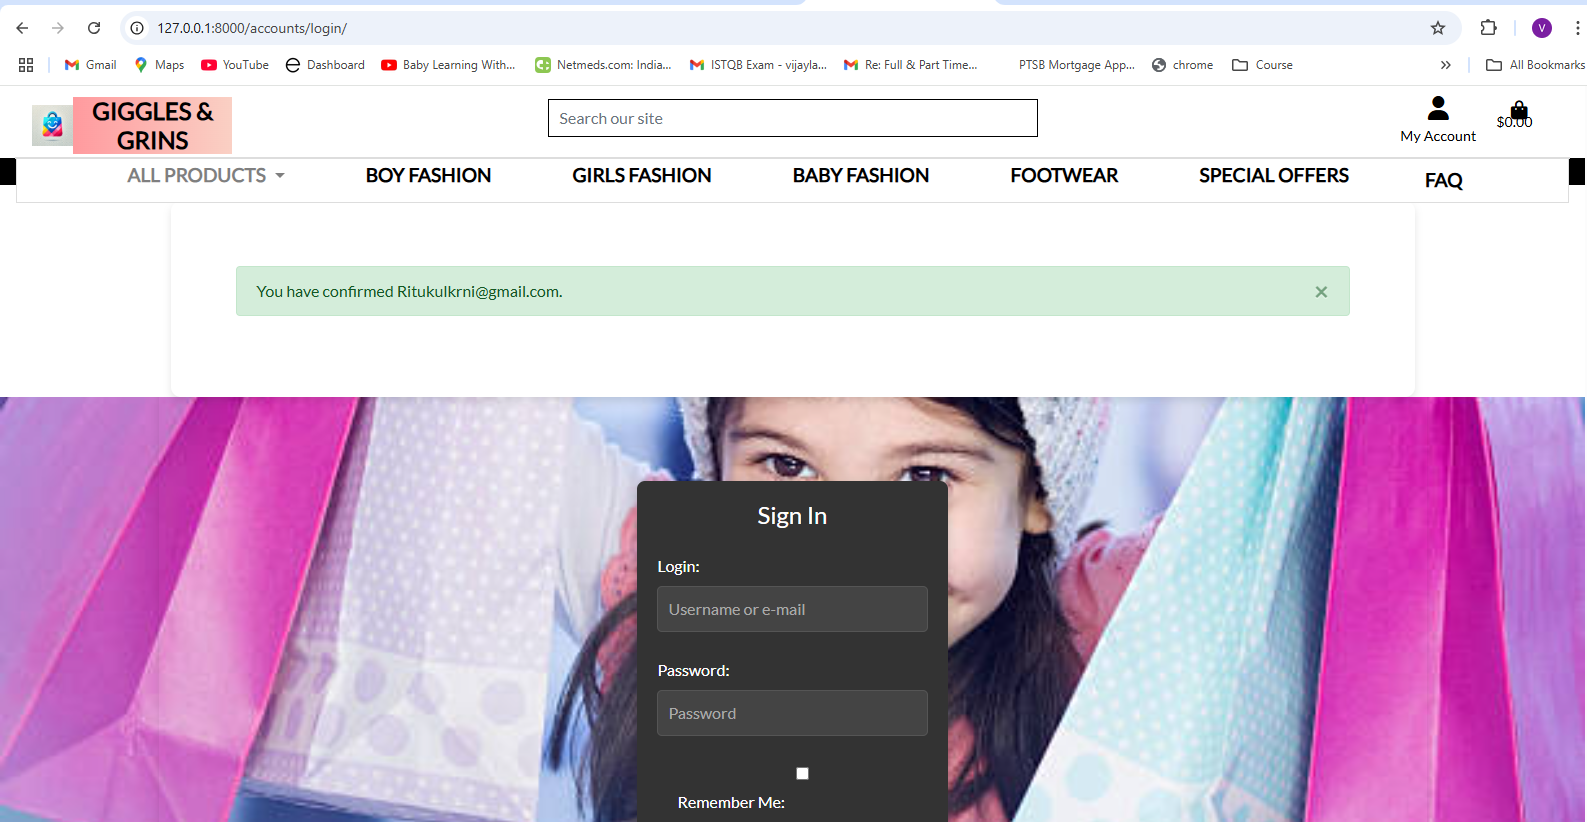 127.0.0.1:8000/accounts/login/
V
Gmail
Maps
YouTube
Dashboard
Baby Learning With...
Netmeds.com: India...
ISTQB Exam - vijayla...
Re: Full & Part Time...
PTSB Mortgage App...
chrome
Course
»
All Bookmarks
GIGGLES &
GRINS
Search our site
My Account
$0.00
ALL PRODUCTS
BOY FASHION
GIRLS FASHION
BABY FASHION
FOOTWEAR
SPECIAL OFFERS
FAQ
You have confirmed Ritukulkrni@gmail.com.
×
Sign In
Login:
Username or e-mail
Password:
Password
Remember Me: